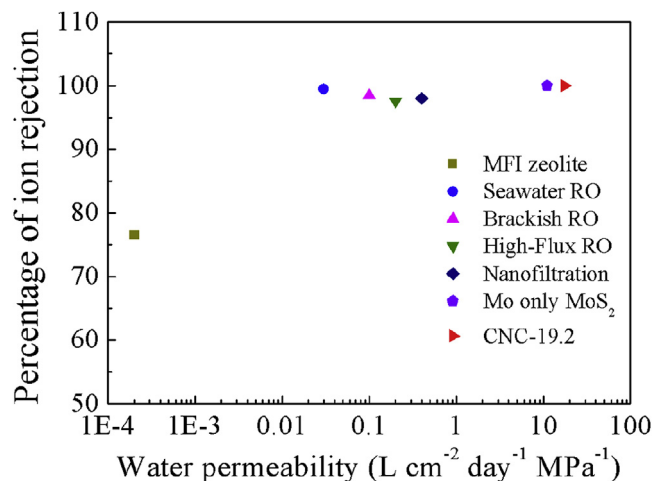 Percentage of ion rejection
110
100
90
80
70
60
50
MFI zeolite
Seawater RO
Brackish RO
High-Flux RO
Nanofiltration
Mo only MoS₂
CNC-19.2
1E-4 1E-3 0.01 0.1 1 10 100
Water permeability (L cm⁻² day⁻¹ MPa⁻¹)